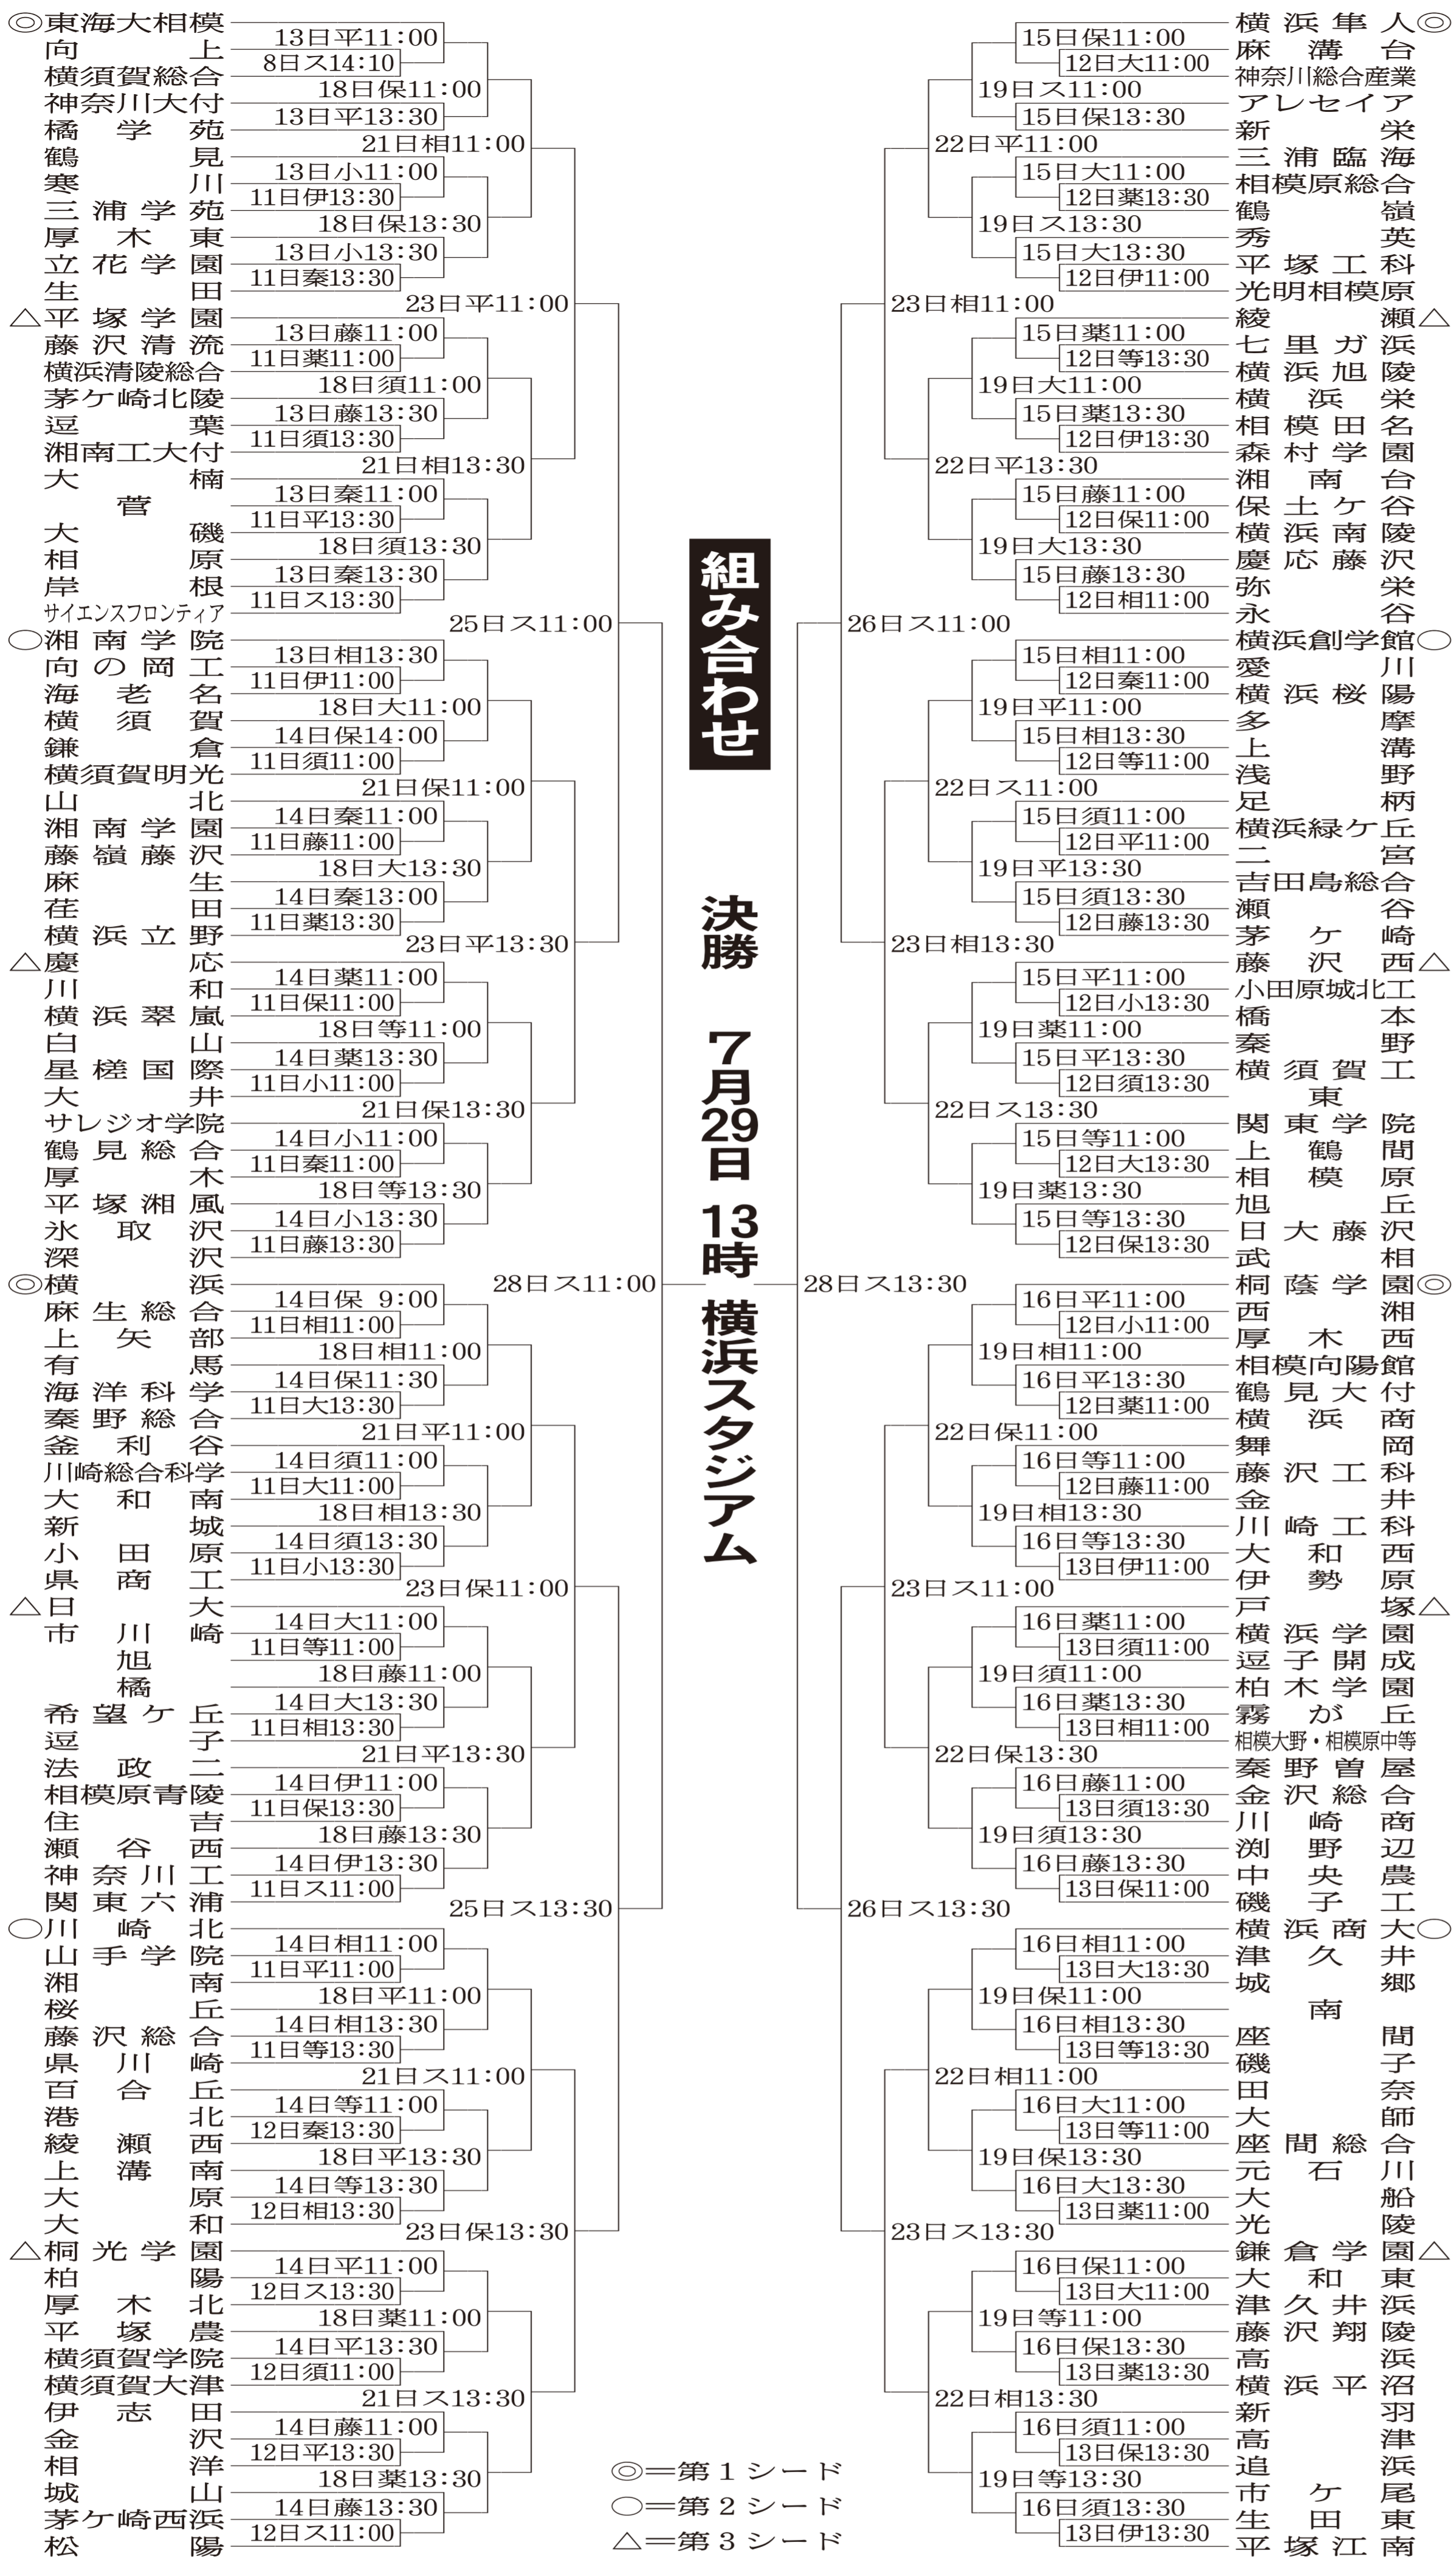 ◎東海大相模
向上
横須賀総合
神奈川大付
橘学苑
鶴見
寒川
三浦学苑
厚木東
立花学園
生田
△平塚学園
藤沢清流
横浜清陵総合
茅ケ崎北陵
逗葉
湘南工大付
大楠
菅
大磯
相原
岸根
サイエンスフロンティア
○湘南学院
向の岡工
海老名
横須賀
鎌倉
横須賀明光
山北
湘南学園
藤嶺藤沢
麻生
荏田
横浜立野
△慶応
川和
横浜翠嵐
白山
星槎国際
大井
サレジオ学院
鶴見総合
厚木
平塚湘風
氷取沢
深沢
◎横浜
麻生総合
上矢部
有馬
海洋科学
秦野総合
釜利谷
川崎総合科学
大和南
新城
小田原
県商工
△日大
市川崎
旭
橘
希望ケ丘
逗子
法政二
相模原青陵
住吉
瀬谷西
神奈川工
関東六浦
○川崎北
山手学院
湘南
桜丘
藤沢総合
県川崎
百合丘
港北
綾瀬西
上溝南
大原
大和
△桐光学園
柏陽
厚木北
平塚農
横須賀学院
横須賀大津
伊志田
金沢
相洋
城山
茅ケ崎西浜
松陽
13日平11:00
8日ス14:10
18日保11:00
13日平13:30
21日相11:00
13日小11:00
11日伊13:30
18日保13:30
13日小13:30
11日秦13:30
23日平11:00
13日藤11:00
11日薬11:00
18日須11:00
13日藤13:30
11日須13:30
21日相13:30
13日秦11:00
11日平13:30
18日須13:30
13日秦13:30
11日ス13:30
25日ス11:00
13日相13:30
11日伊11:00
18日大11:00
14日保14:00
11日須11:00
21日保11:00
14日秦11:00
11日藤11:00
18日大13:30
14日秦13:00
11日薬13:30
23日平13:30
14日薬11:00
11日保11:00
18日等11:00
14日薬13:30
11日小11:00
21日保13:30
14日小11:00
11日秦11:00
18日等13:30
14日小13:30
11日藤13:30
28日ス11:00
14日保 9:00
11日相11:00
18日相11:00
14日保11:30
11日大13:30
21日平11:00
14日須11:00
11日大11:00
18日相13:30
14日須13:30
11日小13:30
23日保11:00
14日大11:00
11日等11:00
18日藤11:00
14日大13:30
11日相13:30
21日平13:30
14日伊11:00
11日保13:30
18日藤13:30
14日伊13:30
11日ス11:00
25日ス13:30
14日相11:00
11日平11:00
18日平11:00
14日相13:30
11日等13:30
21日ス11:00
14日等11:00
12日秦13:30
18日平13:30
14日等13:30
12日相13:30
23日保13:30
14日平11:00
12日ス13:30
18日薬11:00
14日平13:30
12日須11:00
21日ス13:30
14日藤11:00
12日平13:30
18日薬13:30
14日藤13:30
12日ス11:00
組み合わせ
決勝 7月29日 13時 横浜スタジアム
◎＝第1シード
○＝第2シード
△＝第3シード
15日保11:00
12日大11:00
19日ス11:00
15日保13:30
22日平11:00
15日大11:00
12日薬13:30
19日ス13:30
15日大13:30
12日伊11:00
23日相11:00
15日薬11:00
12日等13:30
19日大11:00
15日薬13:30
12日伊13:30
22日平13:30
15日藤11:00
12日保11:00
19日大13:30
15日藤13:30
12日相11:00
26日ス11:00
15日相11:00
12日秦11:00
19日平11:00
15日相13:30
12日等11:00
22日ス11:00
15日須11:00
12日平11:00
19日平13:30
15日須13:30
12日藤13:30
23日相13:30
15日平11:00
12日小13:30
19日薬11:00
15日平13:30
12日須13:30
22日ス13:30
15日等11:00
12日大13:30
19日薬13:30
15日等13:30
12日保13:30
28日ス13:30
16日平11:00
12日小11:00
19日相11:00
16日平13:30
12日薬11:00
22日保11:00
16日等11:00
12日藤11:00
19日相13:30
16日等13:30
13日伊11:00
23日ス11:00
16日薬11:00
13日須11:00
19日須11:00
16日薬13:30
13日相11:00
22日保13:30
16日藤11:00
13日須13:30
19日須13:30
16日藤13:30
13日保11:00
26日ス13:30
16日相11:00
13日大13:30
19日保11:00
16日相13:30
13日等13:30
22日相11:00
16日大11:00
13日等11:00
19日保13:30
16日大13:30
13日薬11:00
23日ス13:30
16日保11:00
13日大11:00
19日等11:00
16日保13:30
13日薬13:30
22日相13:30
16日須11:00
13日保13:30
19日等13:30
16日須13:30
13日伊13:30
横浜隼人◎
麻溝台
神奈川総合産業
アレセイア
新栄
三浦臨海
相模原総合
鶴嶺
秀英
平塚工科
光明相模原
綾瀬△
七里ガ浜
横浜旭陵
横浜栄
相模田名
森村学園
湘南台
保土ケ谷
横浜南陵
慶応藤沢
弥栄
永谷
横浜創学館○
愛川
横浜桜陽
多摩
上溝
浅野
足柄
横浜緑ケ丘
二宮
吉田島総合
瀬谷
茅ケ崎
藤沢西△
小田原城北工
橋本
秦野
横須賀工
東
関東学院
上鶴間
相模原
旭丘
日大藤沢
武相
桐蔭学園◎
西湘
厚木西
相模向陽館
鶴見大付
横浜商
舞岡
藤沢工科
金井
川崎工科
大和西
伊勢原
戸塚△
横浜学園
逗子開成
柏木学園
霧が丘
相模大野・相模原中等
秦野曽屋
金沢総合
川崎商
渕野辺
中央農
磯子工
横浜商大○
津久井
城郷
南
座間
磯子
田奈
大師
座間総合
元石川
大船
光陵
鎌倉学園△
大和東
津久井浜
藤沢翔陵
高浜
横浜平沼
新羽
高津
追浜
市ケ尾
生田東
平塚江南